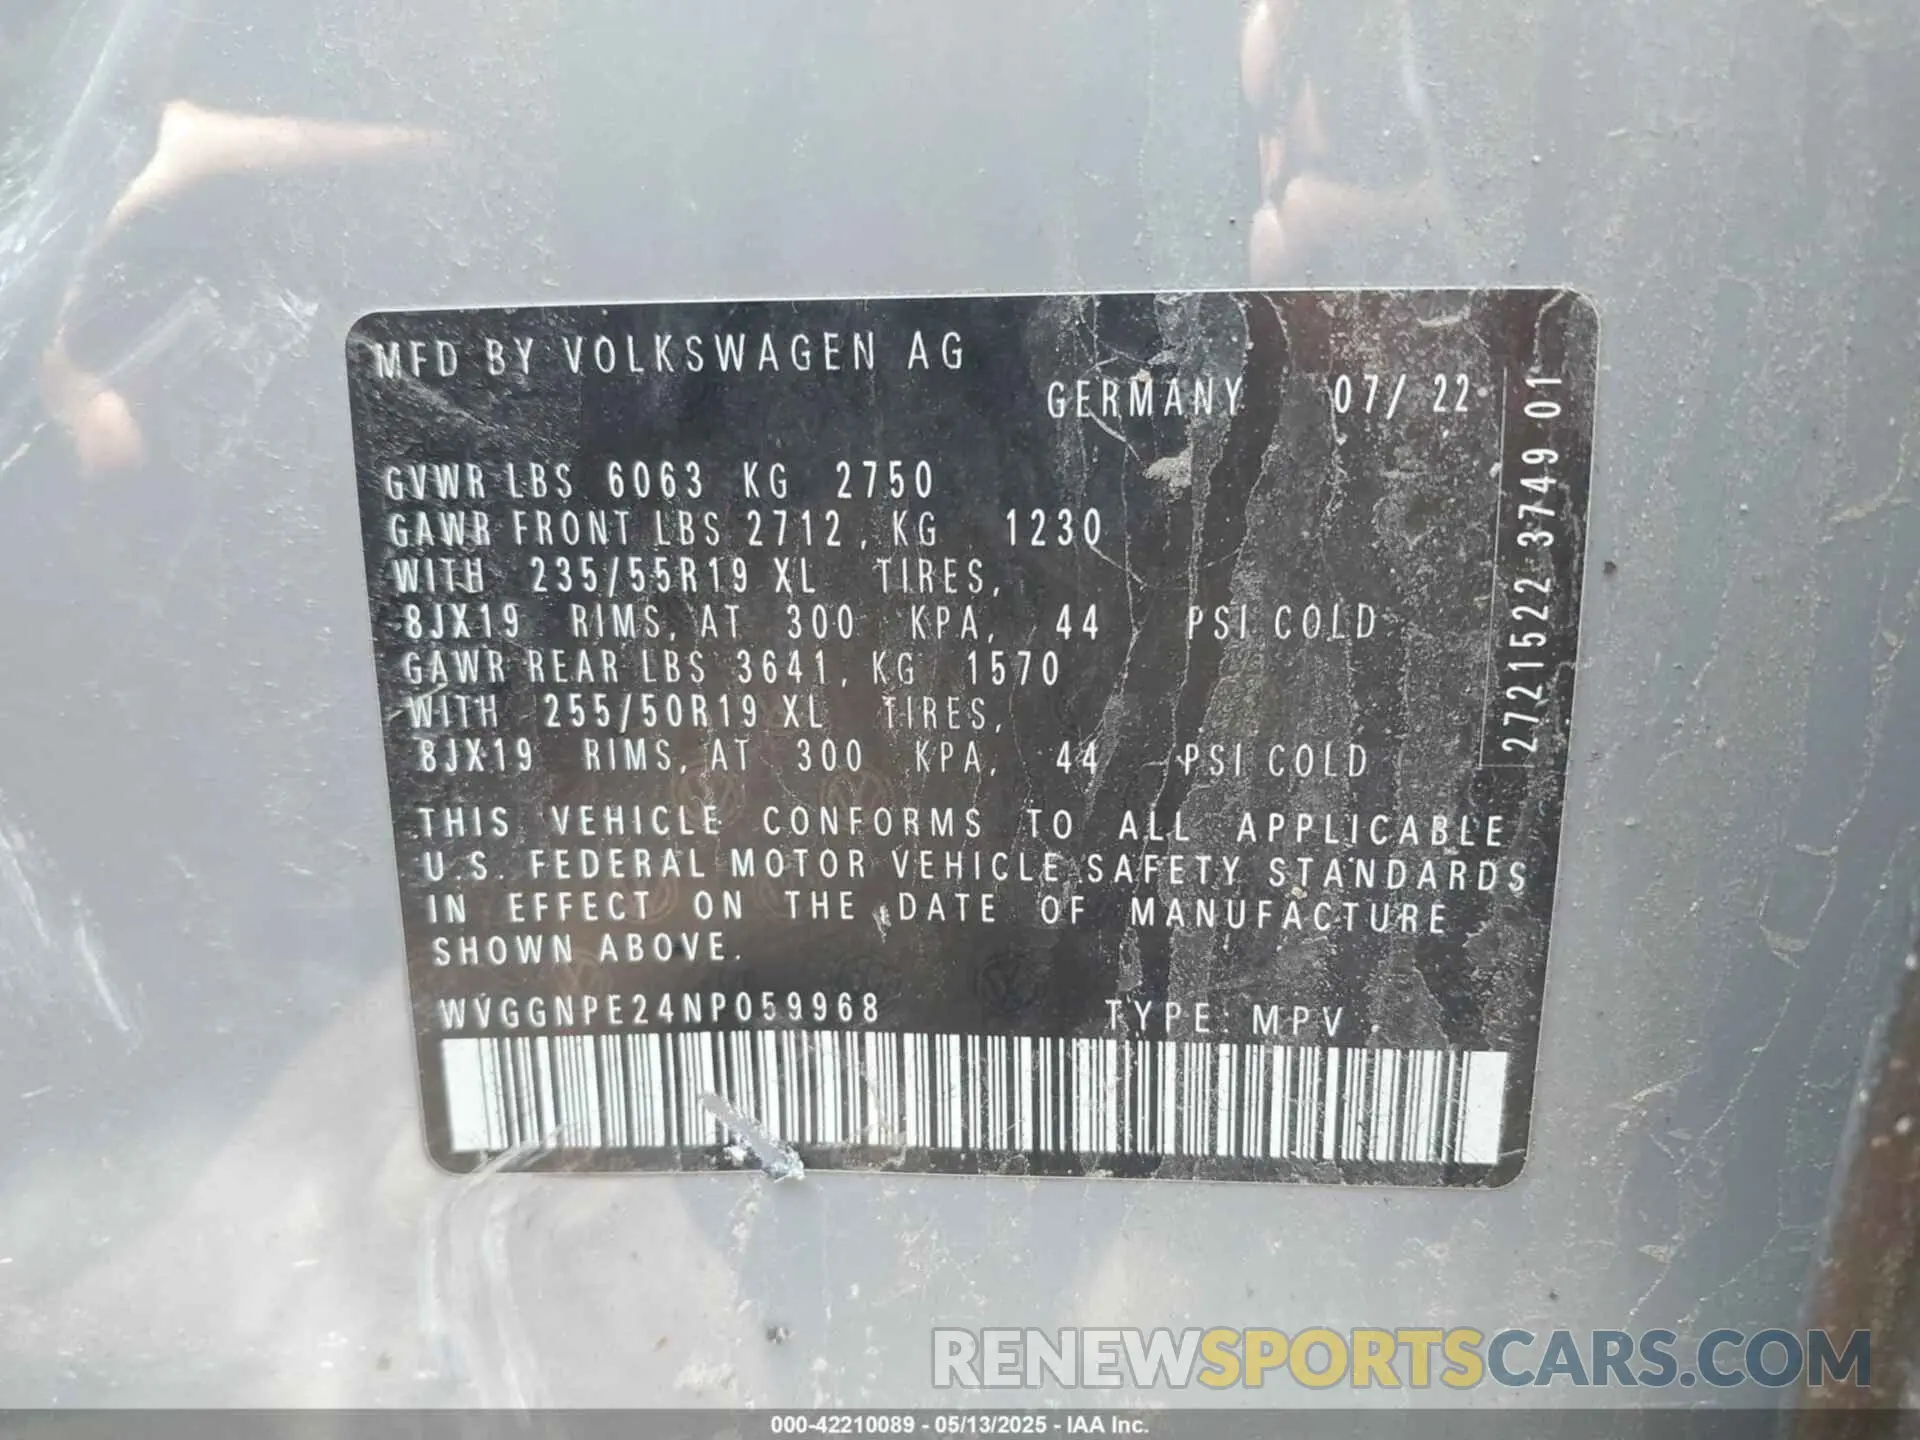 MFD BY VOLKSWAGEN AG
GERMANY 07/ 22
GVWR LBS 6063 KG 2750
GAWR FRONT LBS 2712, KG 1230
WITH 235/55R19 XL TIRES,
8JX19 RIMS, AT 300 KPA, 44 PSI COLD
GAWR REAR LBS 3641, KG 1570
WITH 255/50R19 XL TIRES,
8JX19 RIMS, AT 300 KPA, 44 PSI COLD
THIS VEHICLE CONFORMS TO ALL APPLICABLE
U.S. FEDERAL MOTOR VEHICLE SAFETY STANDARDS
IN EFFECT ON THE DATE OF MANUFACTURE
SHOWN ABOVE.
WVGGNPE24NP059968 TYPE: MPV
2721522 3749 01
RENEWSPORTSCARS.COM
000-42210089 - 05/13/2025 - IAA Inc.